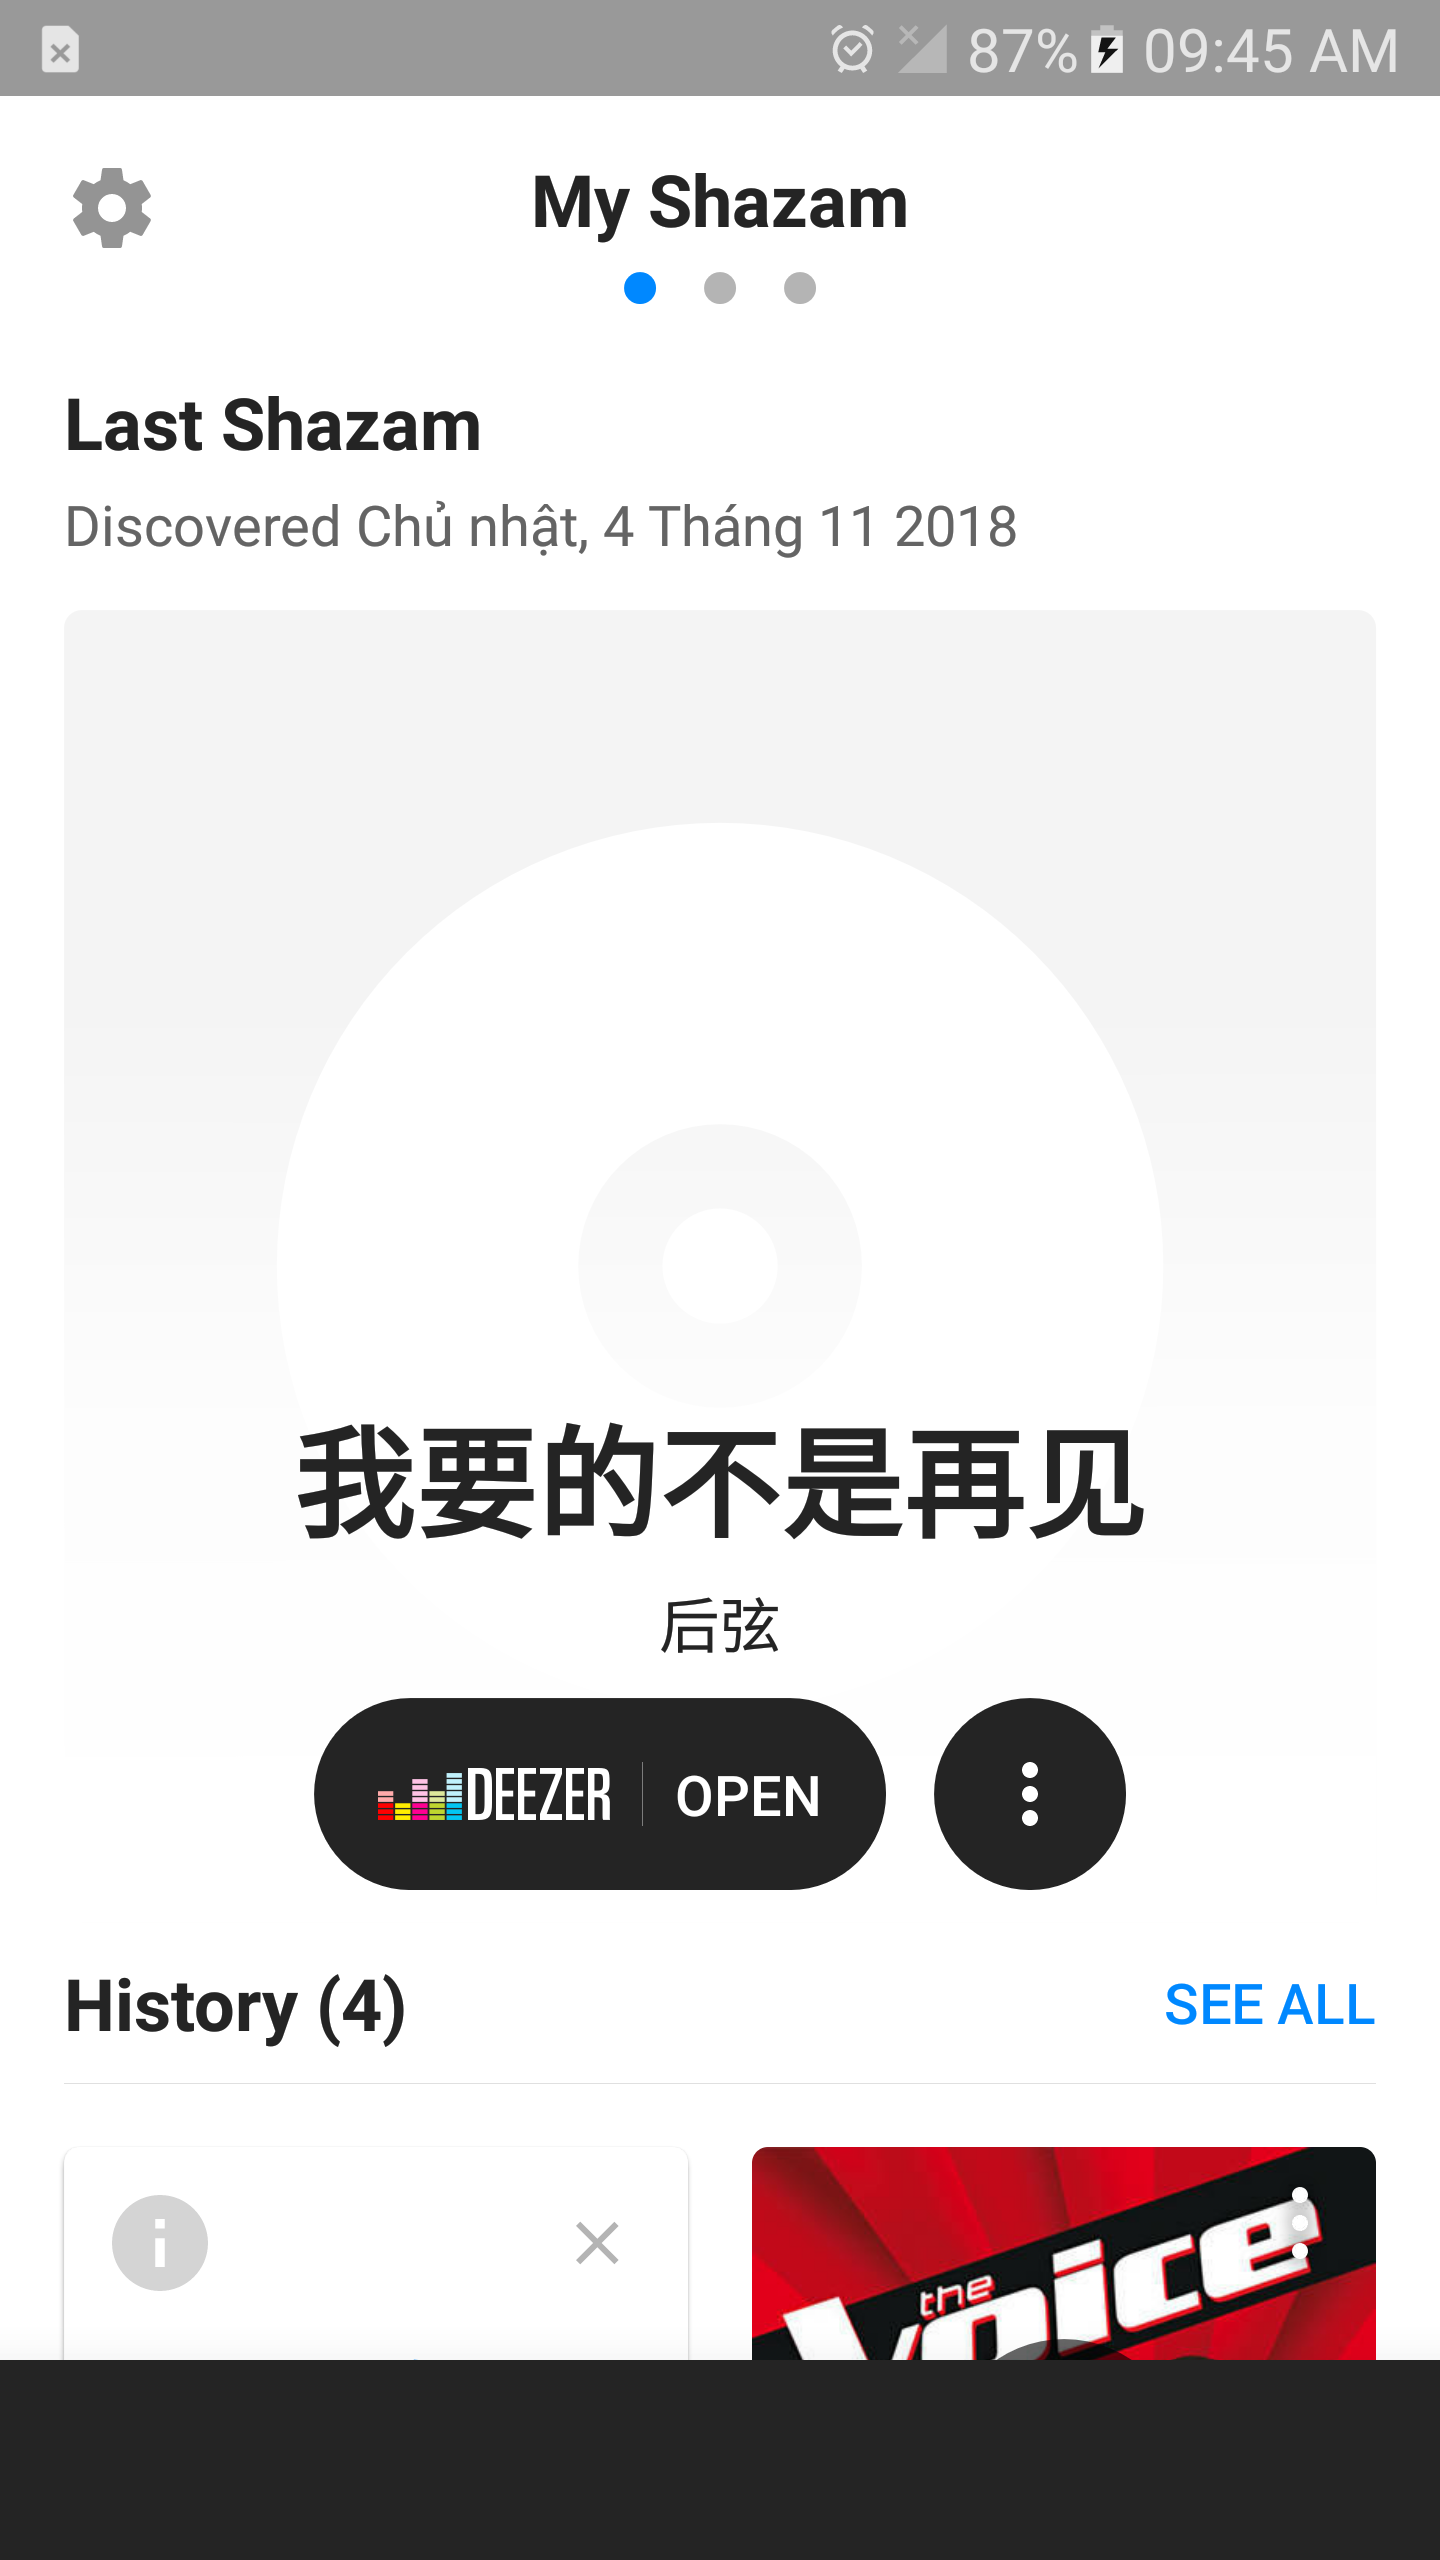 87% 09:45 AM
My Shazam
Last Shazam
Discovered Chủ nhật, 4 Tháng 11 2018
我要的不是再见
后弦
DEEZER OPEN
History (4) SEE ALL
the
Voice